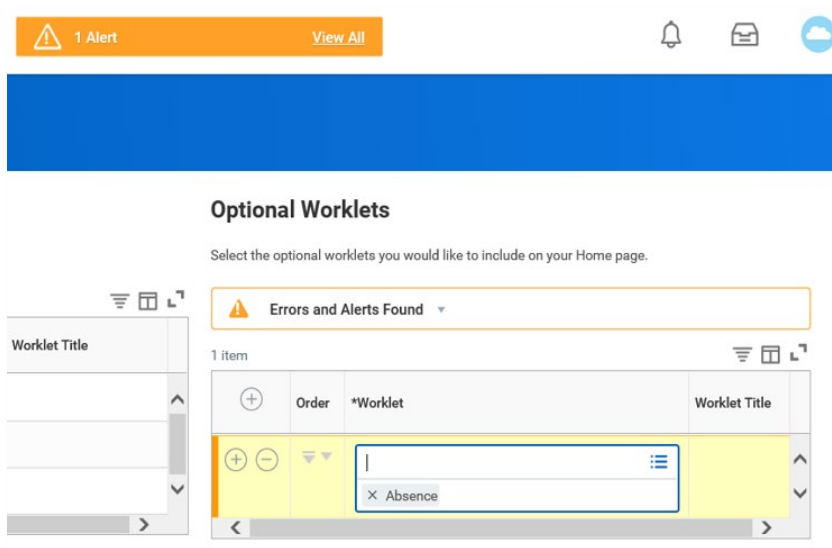 1 Alert View All
Optional Worklets
Select the optional worklets you would like to include on your Home page.
Errors and Alerts Found
Worklet Title
1 item
Order *Worklet Worklet Title
× Absence